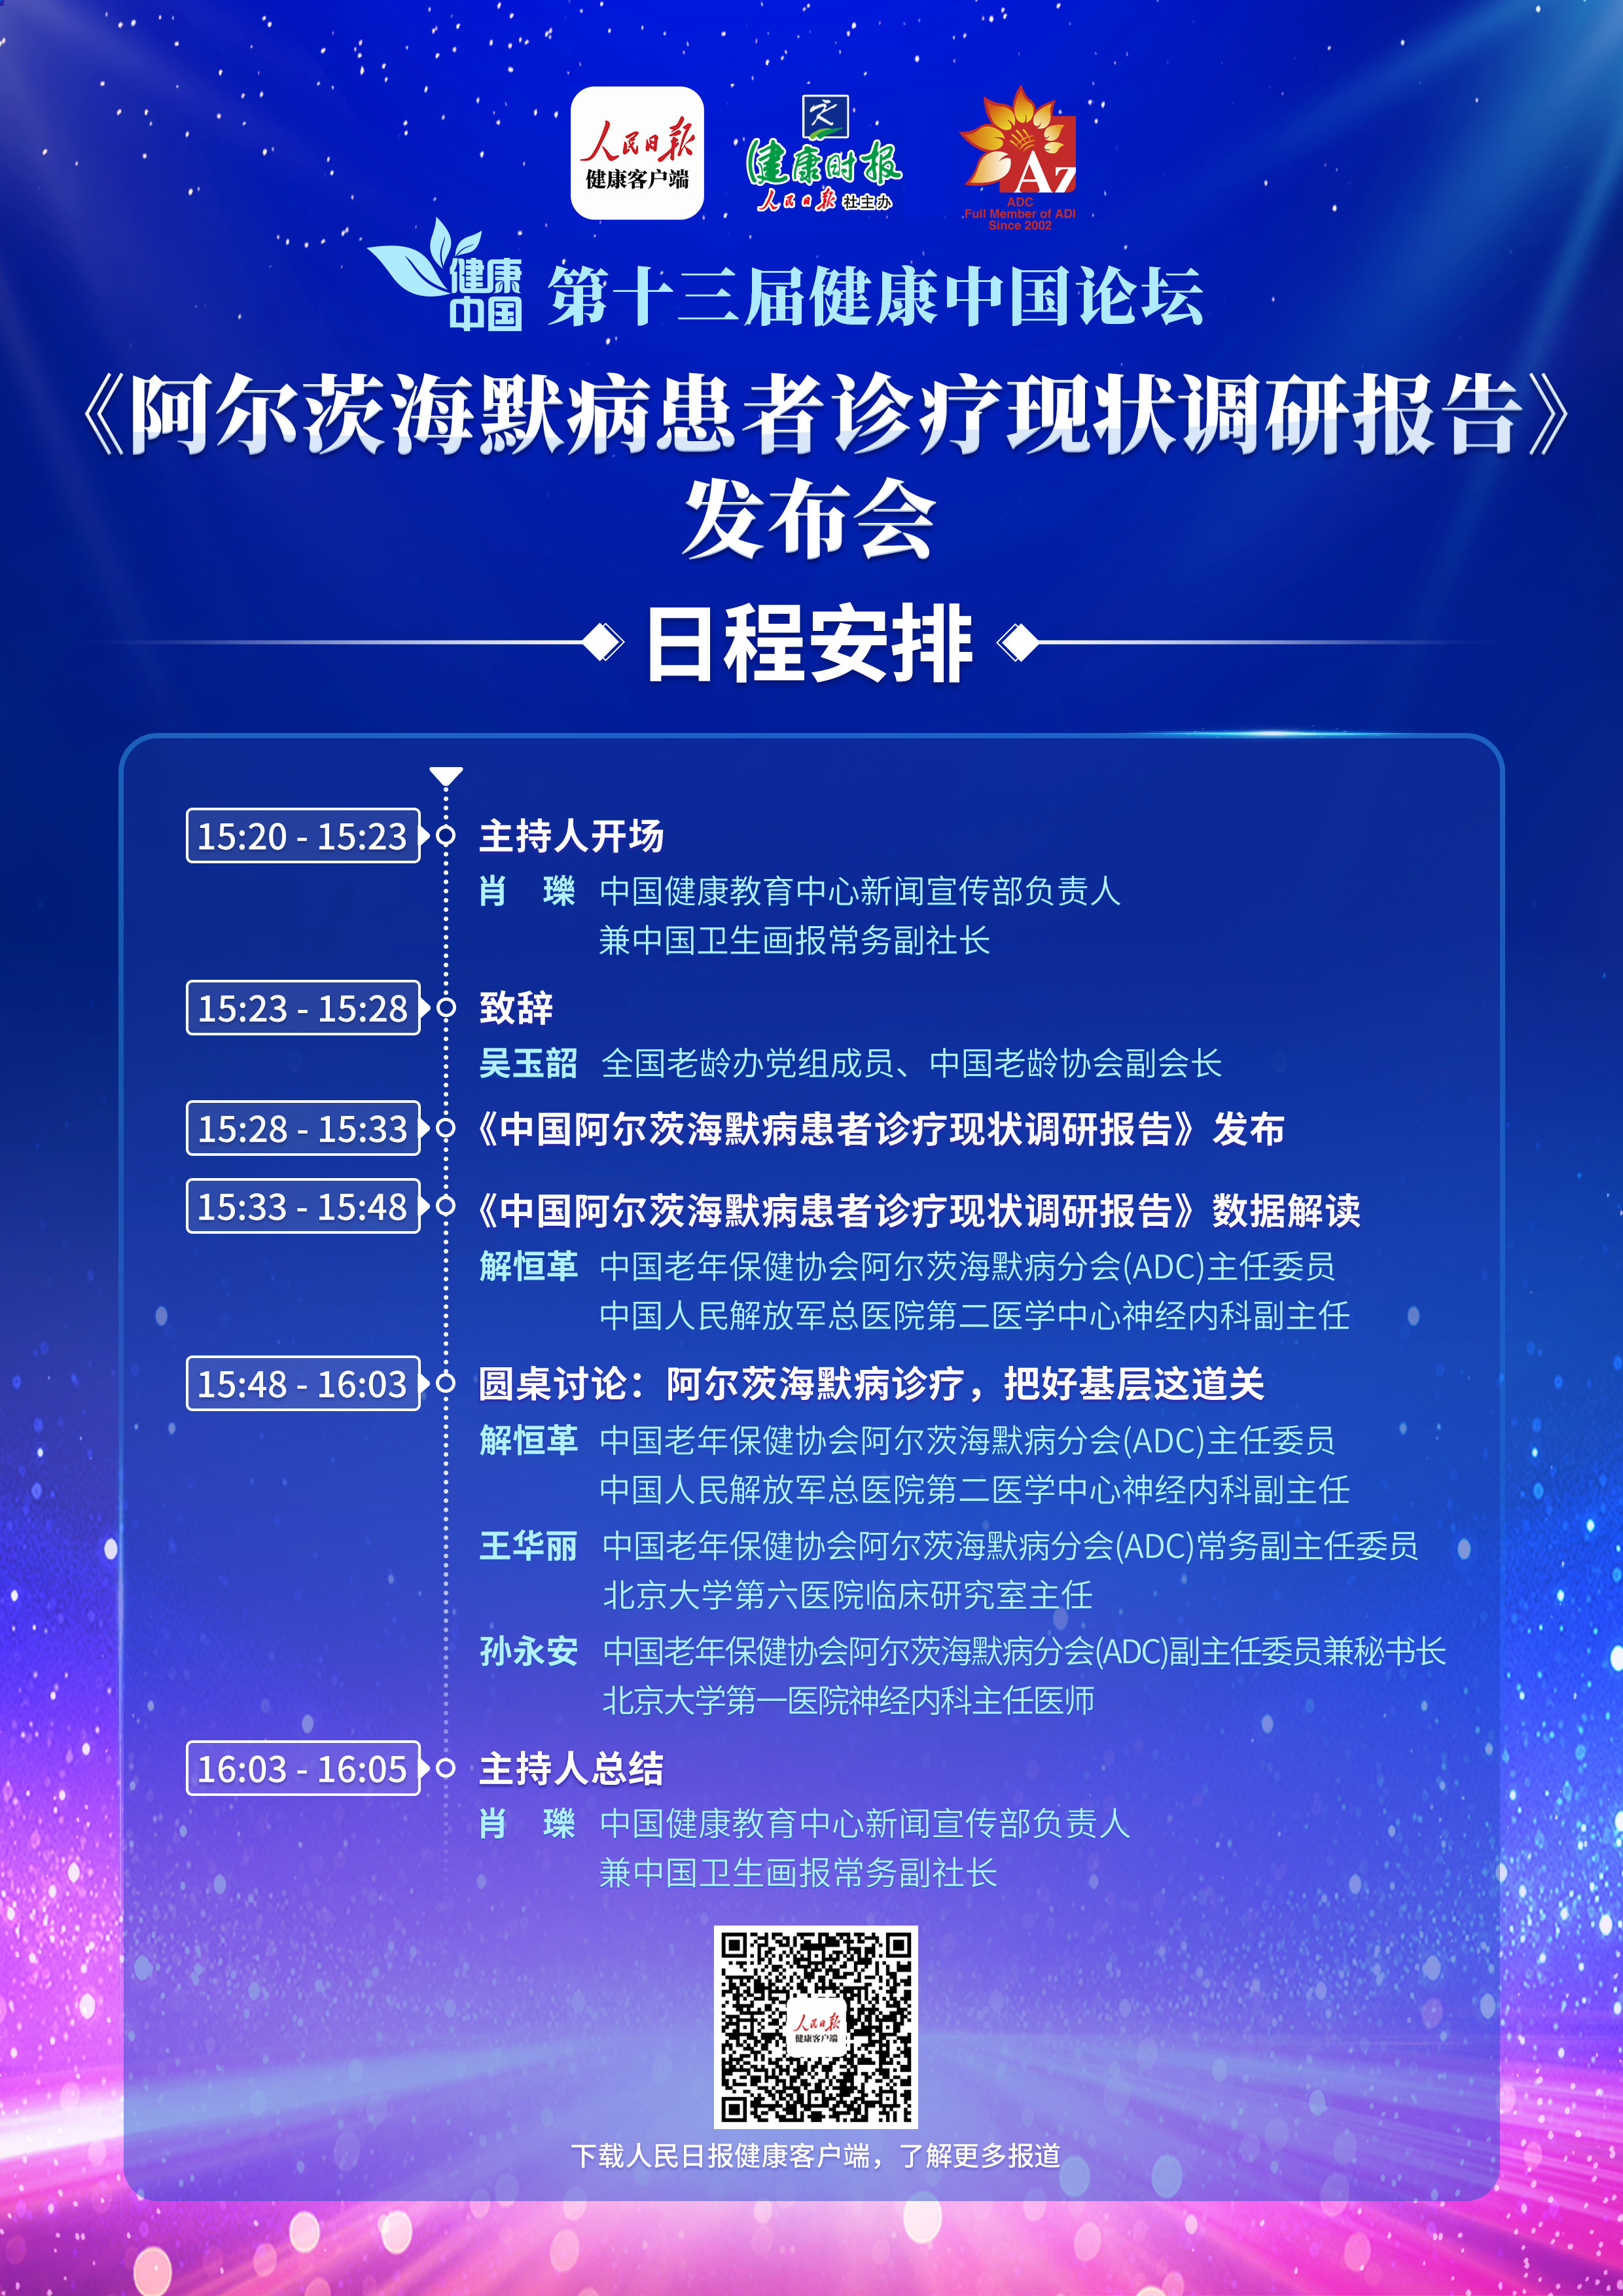 人民日报
健康客户端
健康时报
人民日报 社主办
Az
ADC
Full Member of ADI
Since 2002
健康
中国
第十三届健康中国论坛
《阿尔茨海默病患者诊疗现状调研报告》
发布会
日程安排
15:20 - 15:23 主持人开场
肖 瓅 中国健康教育中心新闻宣传部负责人
兼中国卫生画报常务副社长
15:23 - 15:28 致辞
吴玉韶 全国老龄办党组成员、中国老龄协会副会长
15:28 - 15:33 《中国阿尔茨海默病患者诊疗现状调研报告》发布
15:33 - 15:48 《中国阿尔茨海默病患者诊疗现状调研报告》数据解读
解恒革 中国老年保健协会阿尔茨海默病分会(ADC)主任委员
中国人民解放军总医院第二医学中心神经内科副主任
15:48 - 16:03 圆桌讨论：阿尔茨海默病诊疗，把好基层这道关
解恒革 中国老年保健协会阿尔茨海默病分会(ADC)主任委员
中国人民解放军总医院第二医学中心神经内科副主任
王华丽 中国老年保健协会阿尔茨海默病分会(ADC)常务副主任委员
北京大学第六医院临床研究室主任
孙永安 中国老年保健协会阿尔茨海默病分会(ADC)副主任委员兼秘书长
北京大学第一医院神经内科主任医师
16:03 - 16:05 主持人总结
肖 瓅 中国健康教育中心新闻宣传部负责人
兼中国卫生画报常务副社长
人民日报
健康客户端
下载人民日报健康客户端，了解更多报道